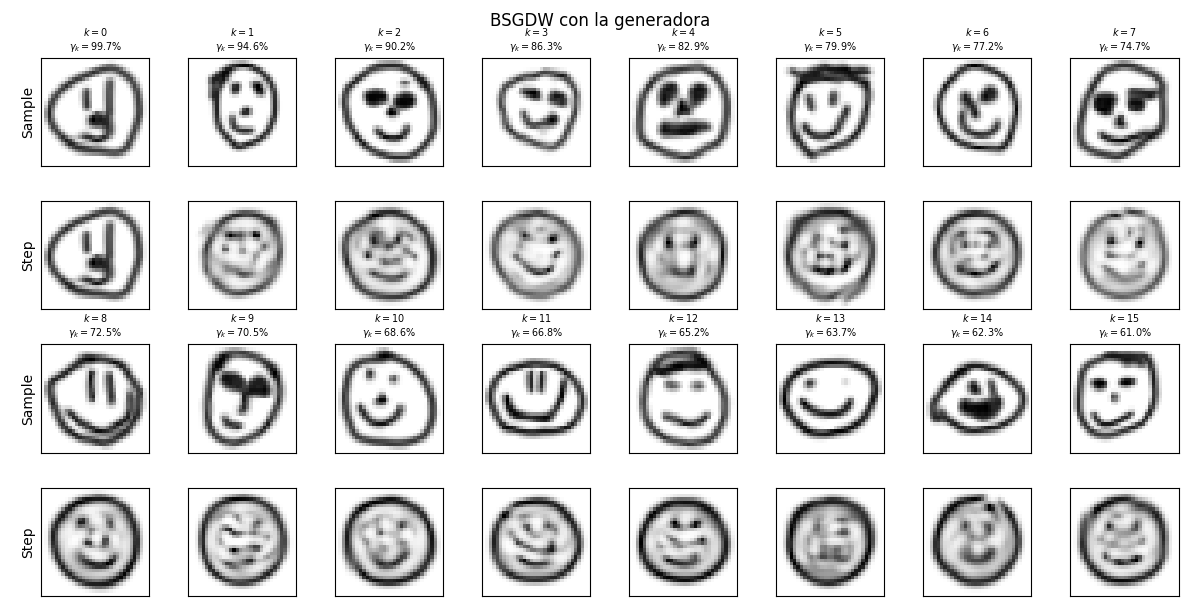 BSGDW con la generadora
k = 0 k = 1 k = 2 k = 3 k = 4 k = 5 k = 6 k = 7
γk = 99.7% γk = 94.6% γk = 90.2% γk = 86.3% γk = 82.9% γk = 79.9% γk = 77.2% γk = 74.7%
Sample
Step
k = 8 k = 9 k = 10 k = 11 k = 12 k = 13 k = 14 k = 15
γk = 72.5% γk = 70.5% γk = 68.6% γk = 66.8% γk = 65.2% γk = 63.7% γk = 62.3% γk = 61.0%
Sample
Step